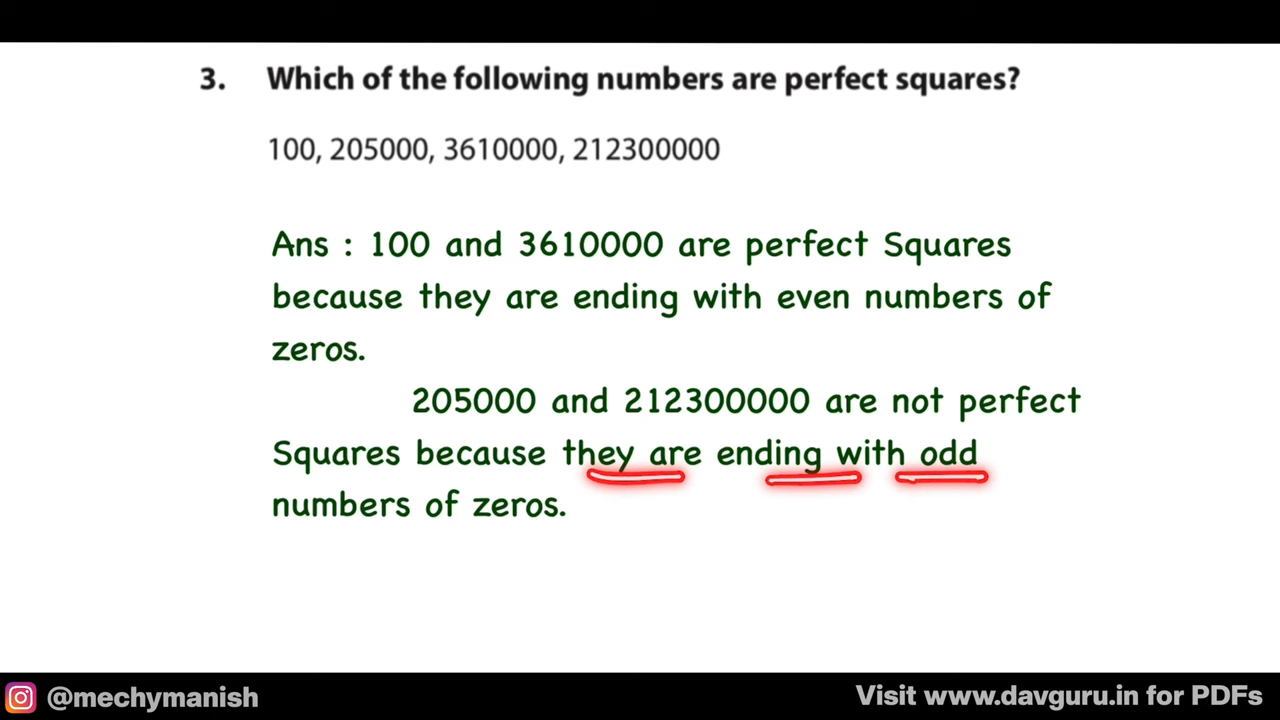 3. Which of the following numbers are perfect squares?
100, 205000, 3610000, 212300000
Ans : 100 and 3610000 are perfect Squares
because they are ending with even numbers of
zeros.
205000 and 212300000 are not perfect
Squares because they are ending with odd
numbers of zeros.
@mechymanish
Visit www.davguru.in for PDFs